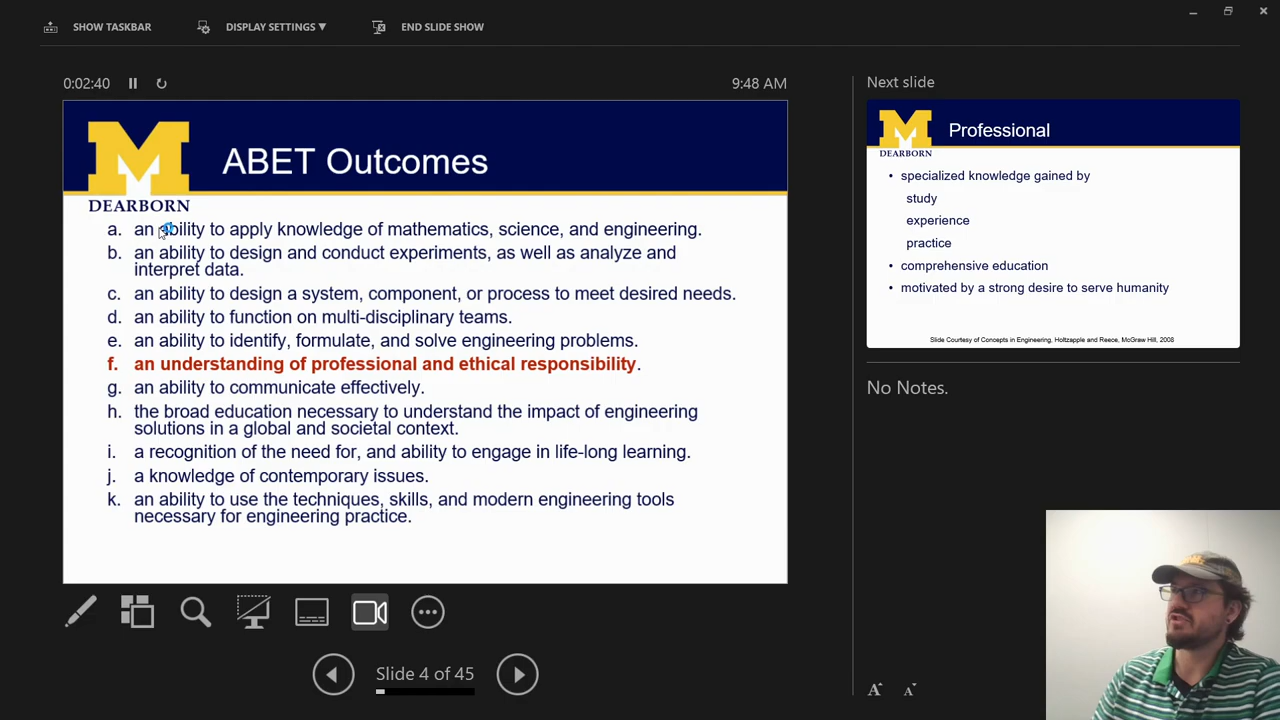 SHOW TASKBAR
DISPLAY SETTINGS ▼
END SLIDE SHOW
0:02:40
9:48 AM
M
DEARBORN
ABET Outcomes
a. an ability to apply knowledge of mathematics, science, and engineering.
b. an ability to design and conduct experiments, as well as analyze and
interpret data.
c. an ability to design a system, component, or process to meet desired needs.
d. an ability to function on multi-disciplinary teams.
e. an ability to identify, formulate, and solve engineering problems.
f. an understanding of professional and ethical responsibility.
g. an ability to communicate effectively.
h. the broad education necessary to understand the impact of engineering
solutions in a global and societal context.
i. a recognition of the need for, and ability to engage in life-long learning.
j. a knowledge of contemporary issues.
k. an ability to use the techniques, skills, and modern engineering tools
necessary for engineering practice.
Slide 4 of 45
Next slide
M
DEARBORN
Professional
• specialized knowledge gained by
study
experience
practice
• comprehensive education
• motivated by a strong desire to serve humanity
Slide Courtesy of Concepts in Engineering, Holtzapple and Reece, McGraw Hill, 2008
No Notes.
A A